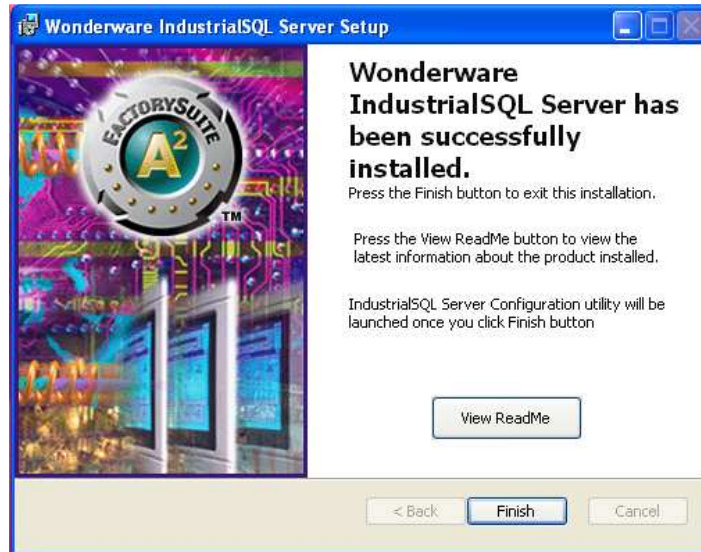 Wonderware IndustrialSQL Server Setup
FACTORYSUITE
A²
TM
Wonderware
IndustrialSQL Server has
been successfully
installed.
Press the Finish button to exit this installation.
Press the View ReadMe button to view the
latest information about the product installed.
IndustrialSQL Server Configuration utility will be
launched once you click Finish button
View ReadMe
< Back
Finish
Cancel